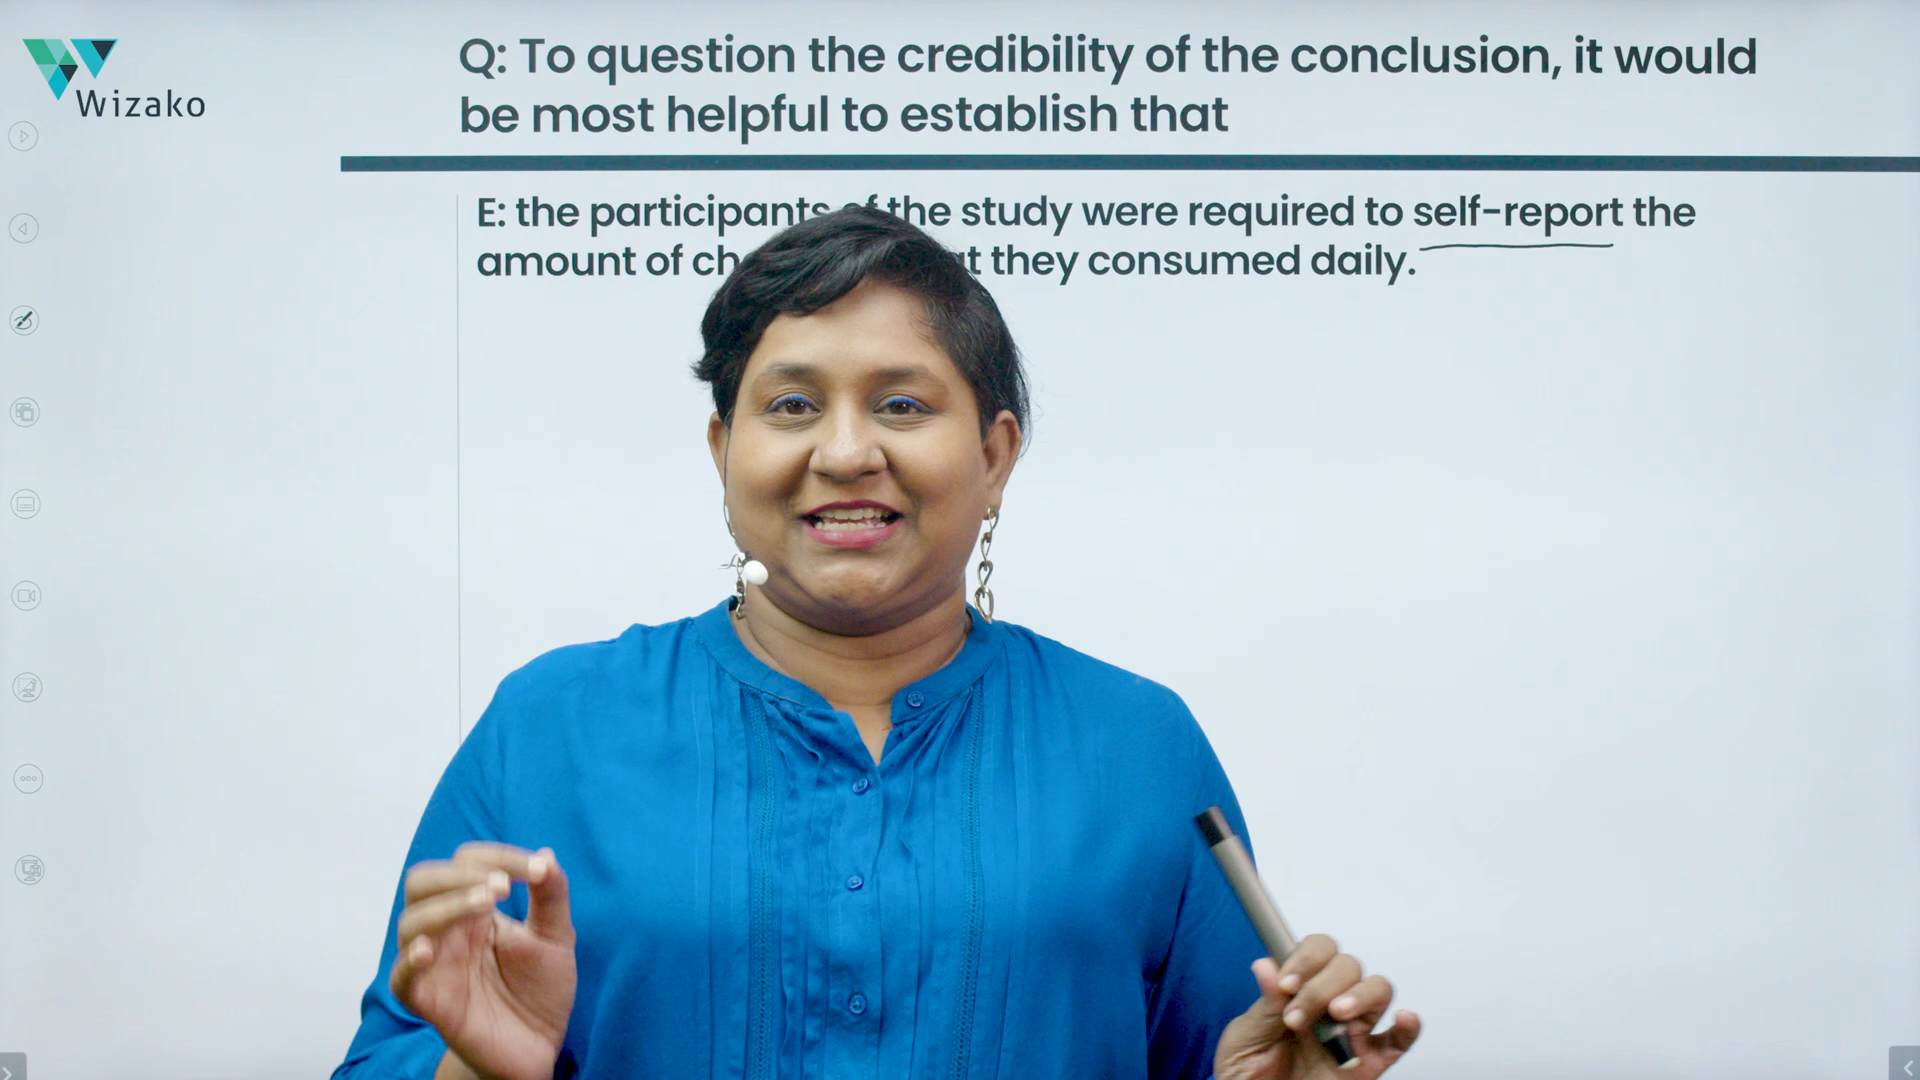 Wizako
Q: To question the credibility of the conclusion, it would
be most helpful to establish that
E: the participants of the study were required to self-report the
amount of ch t they consumed daily.